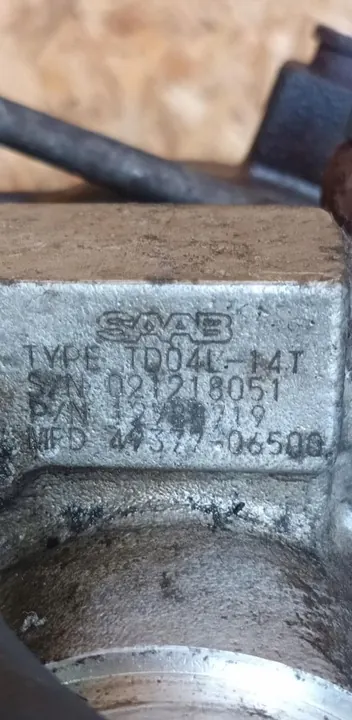 SAAB
TYPE TD04L-14T
S/N 021218051
P/N
MFD 49377-06500